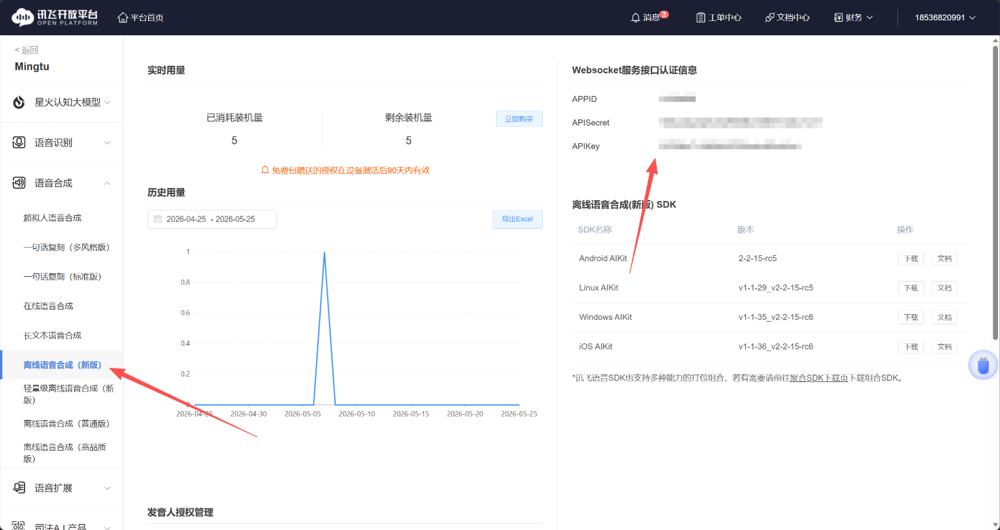 讯飞开放平台
OPEN PLATFORM
平台首页
消息 3
工单中心
文档中心
财务
18536820991
< 返回
Mingtu
星火认知大模型
语音识别
语音合成
超拟人语音合成
一句话复刻（多风格版）
一句话复刻（标准版）
在线语音合成
长文本语音合成
离线语音合成（新版）
轻量级离线语音合成（新
版）
离线语音合成（普通版）
离线语音合成（高品质
版）
语音扩展
司法A.I.产品
实时用量
已消耗装机量
5
剩余装机量
5
立即购买
免费包赠送的授权在设备激活后90天内有效
历史用量
2026-04-25 - 2026-05-25
导出Excel
1
0.8
0.6
0.4
0.2
0
2026-04-25 2026-04-30 2026-05-05 2026-05-10 2026-05-15 2026-05-20 2026-05-25
发音人授权管理
Websocket服务接口认证信息
APPID
APISecret
APIKey
离线语音合成(新版) SDK
SDK名称 版本 操作
Android AIKit 2-2-15-rc5 下载 文档
Linux AIKit v1-1-29_v2-2-15-rc5 下载 文档
Windows AIKit v1-1-35_v2-2-15-rc6 下载 文档
iOS AIKit v1-1-36_v2-2-15-rc6 下载 文档
*讯飞语音SDK也支持多种能力的打包组合，若有需要请前往聚合SDK下载页下载组合SDK。